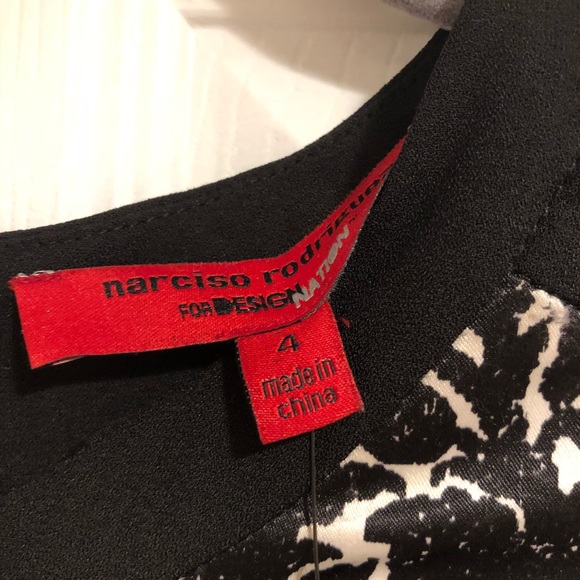 narciso rodriguez
FOR DESIGNATION
4
made in
china